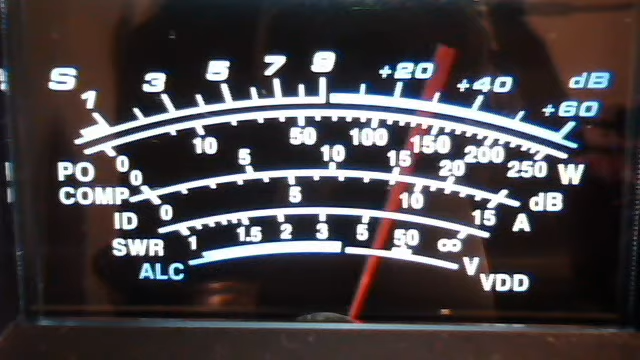 S 1 3 5 7 9 +20 +40 +60 dB
PO 0 10 50 100 150 200 250 W
COMP 0 5 10 15 20 dB
ID 0 5 10 15 A
SWR 1 1.5 2 3 5 50 ∞
ALC V VDD